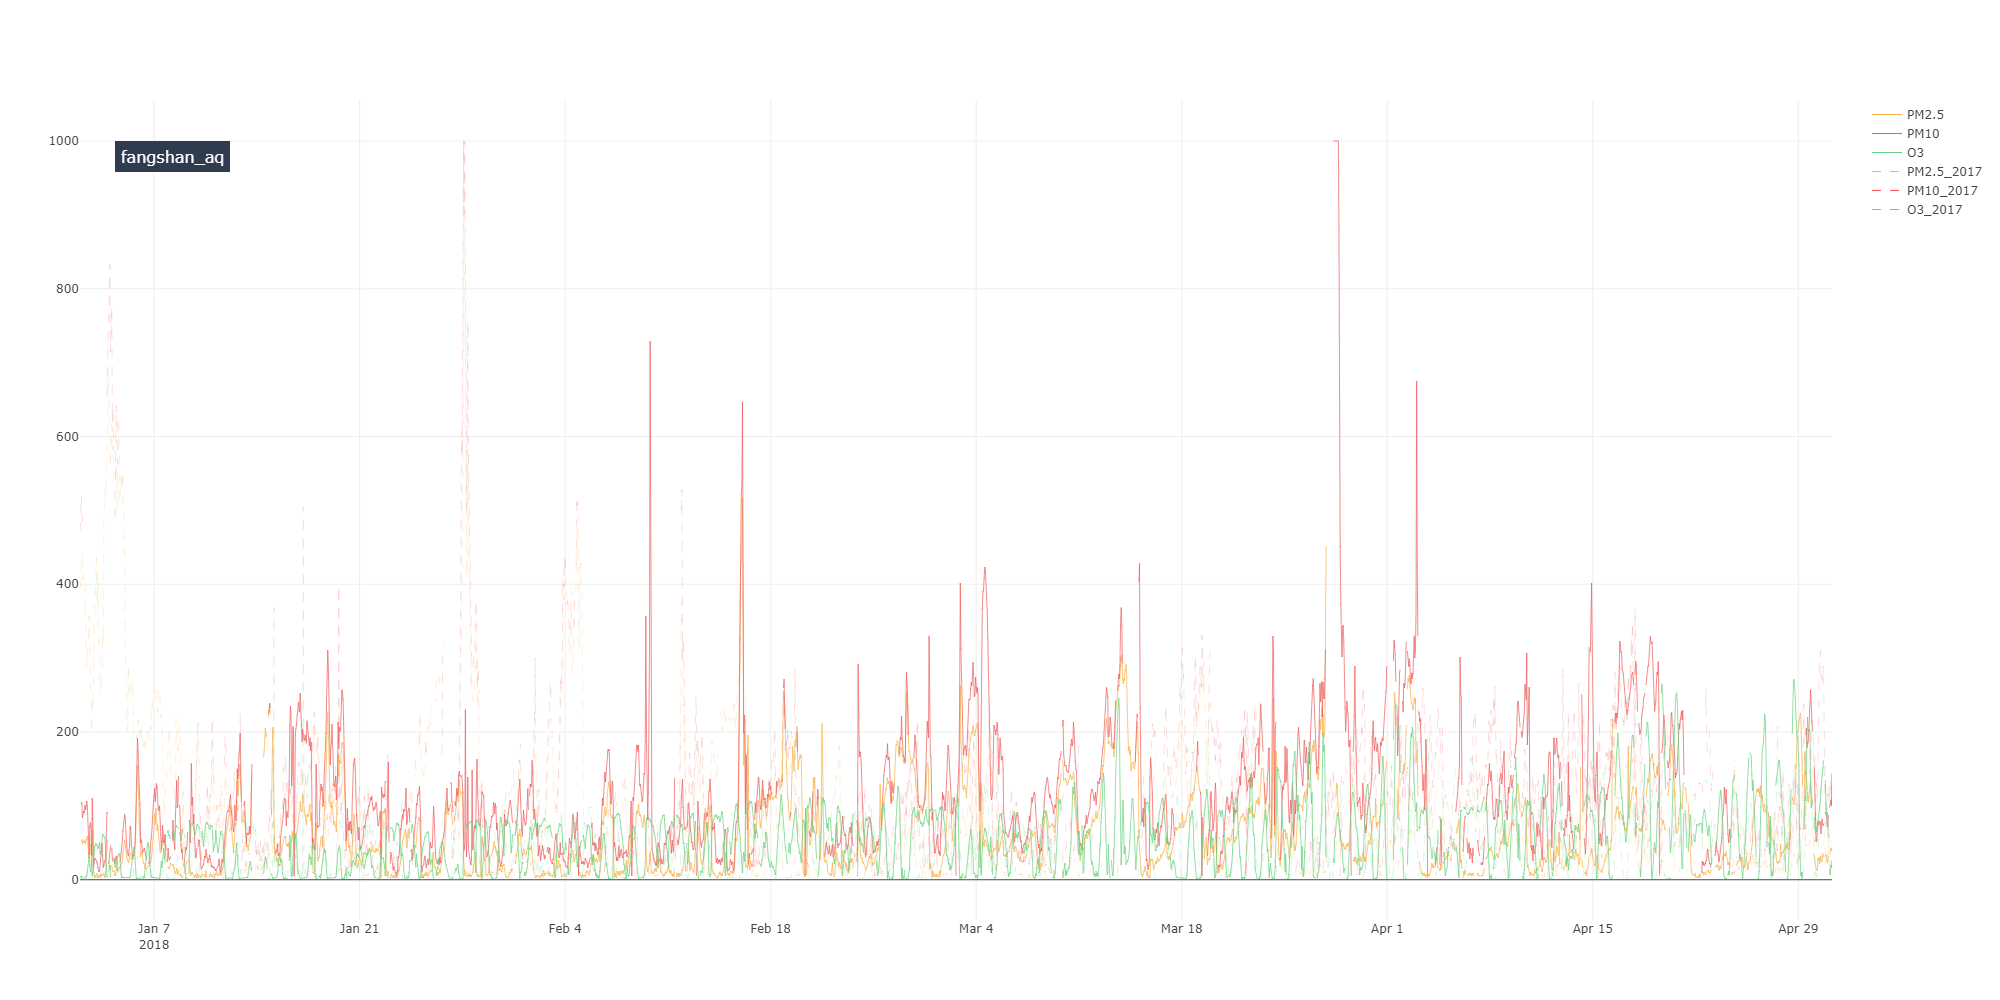 fangshan_aq
1000
800
600
400
200
0
Jan 7
2018
Jan 21
Feb 4
Feb 18
Mar 4
Mar 18
Apr 1
Apr 15
Apr 29
PM2.5
PM10
O3
PM2.5_2017
PM10_2017
O3_2017